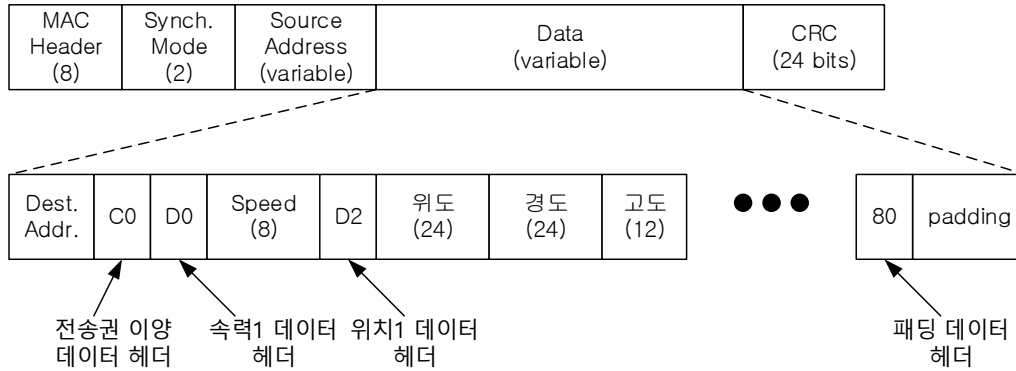 MAC
Header
(8)
Synch.
Mode
(2)
Source
Address
(variable)
Data
(variable)
CRC
(24 bits)
Dest.
Addr.
C0
D0
Speed
(8)
D2
위도
(24)
경도
(24)
고도
(12)
80
padding
전송권 이양
데이터 헤더
속력1 데이터
헤더
위치1 데이터
헤더
패딩 데이터
헤더